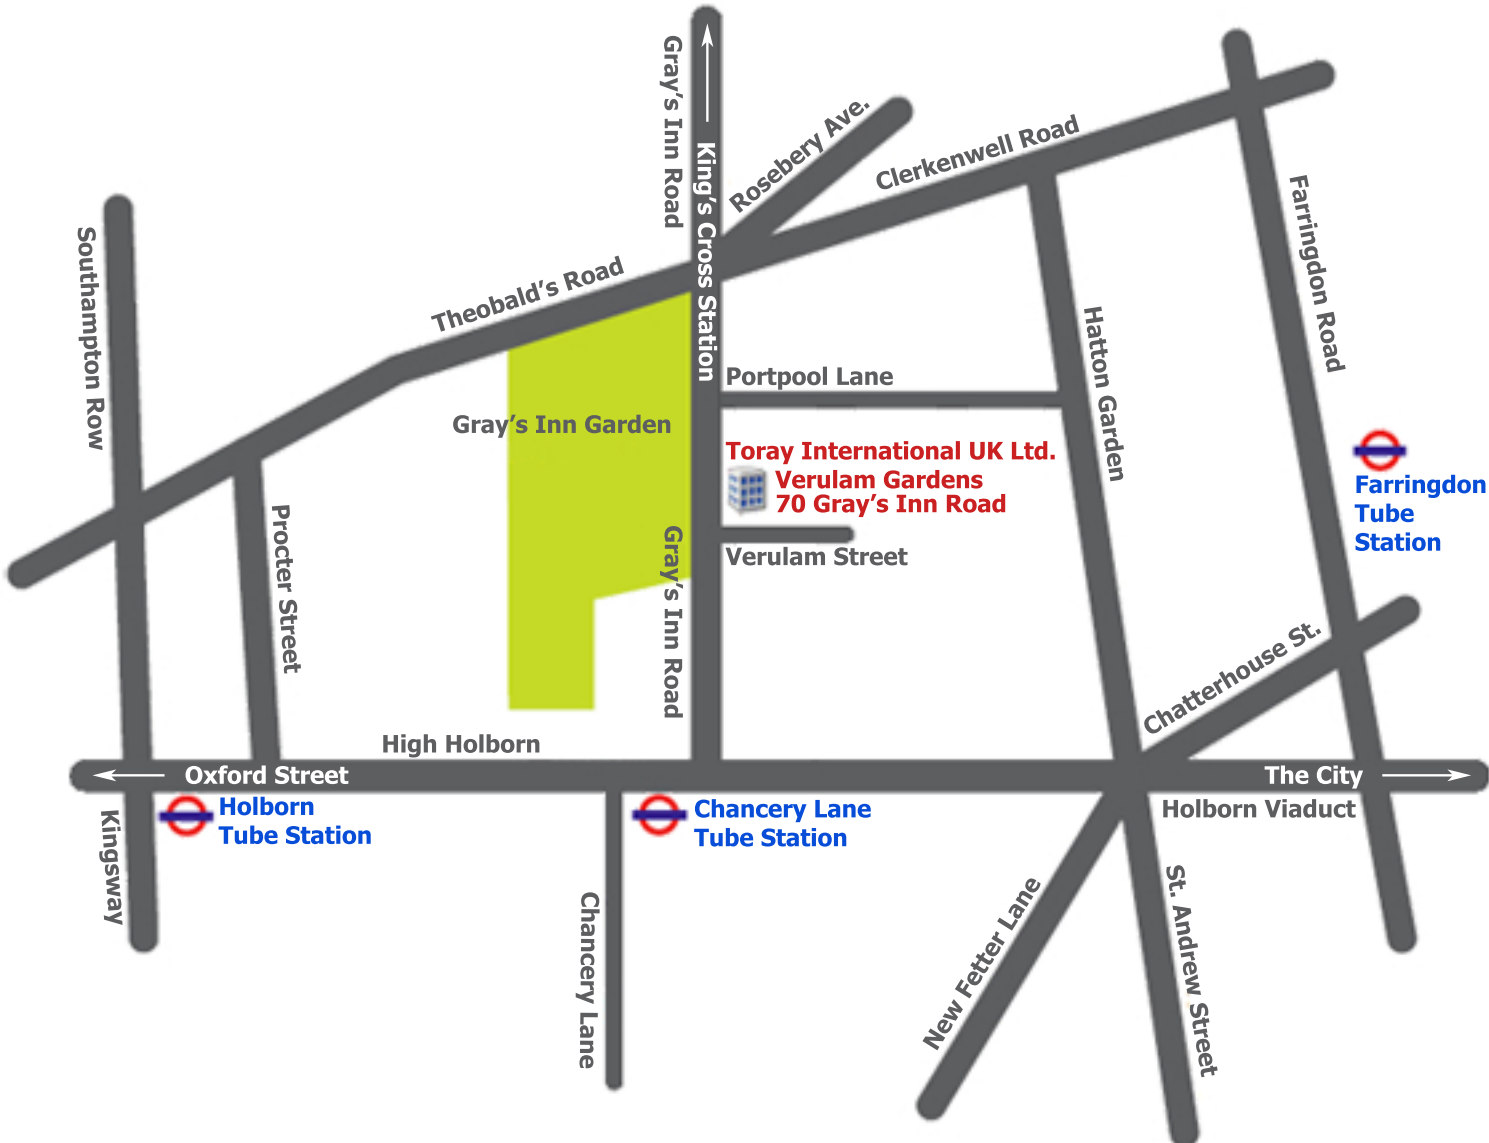 Gray's Inn Road
King's Cross Station
Rosebery Ave.
Clerkenwell Road
Farringdon Road
Southampton Row
Theobald's Road
Hatton Garden
Portpool Lane
Gray's Inn Garden
Toray International UK Ltd.
Verulam Gardens
70 Gray's Inn Road
Farringdon
Tube
Station
Procter Street
Gray's Inn Road
Verulam Street
Chatterhouse St.
High Holborn
Oxford Street
The City
Holborn
Tube Station
Chancery Lane
Tube Station
Holborn Viaduct
Kingsway
Chancery Lane
New Fetter Lane
St. Andrew Street